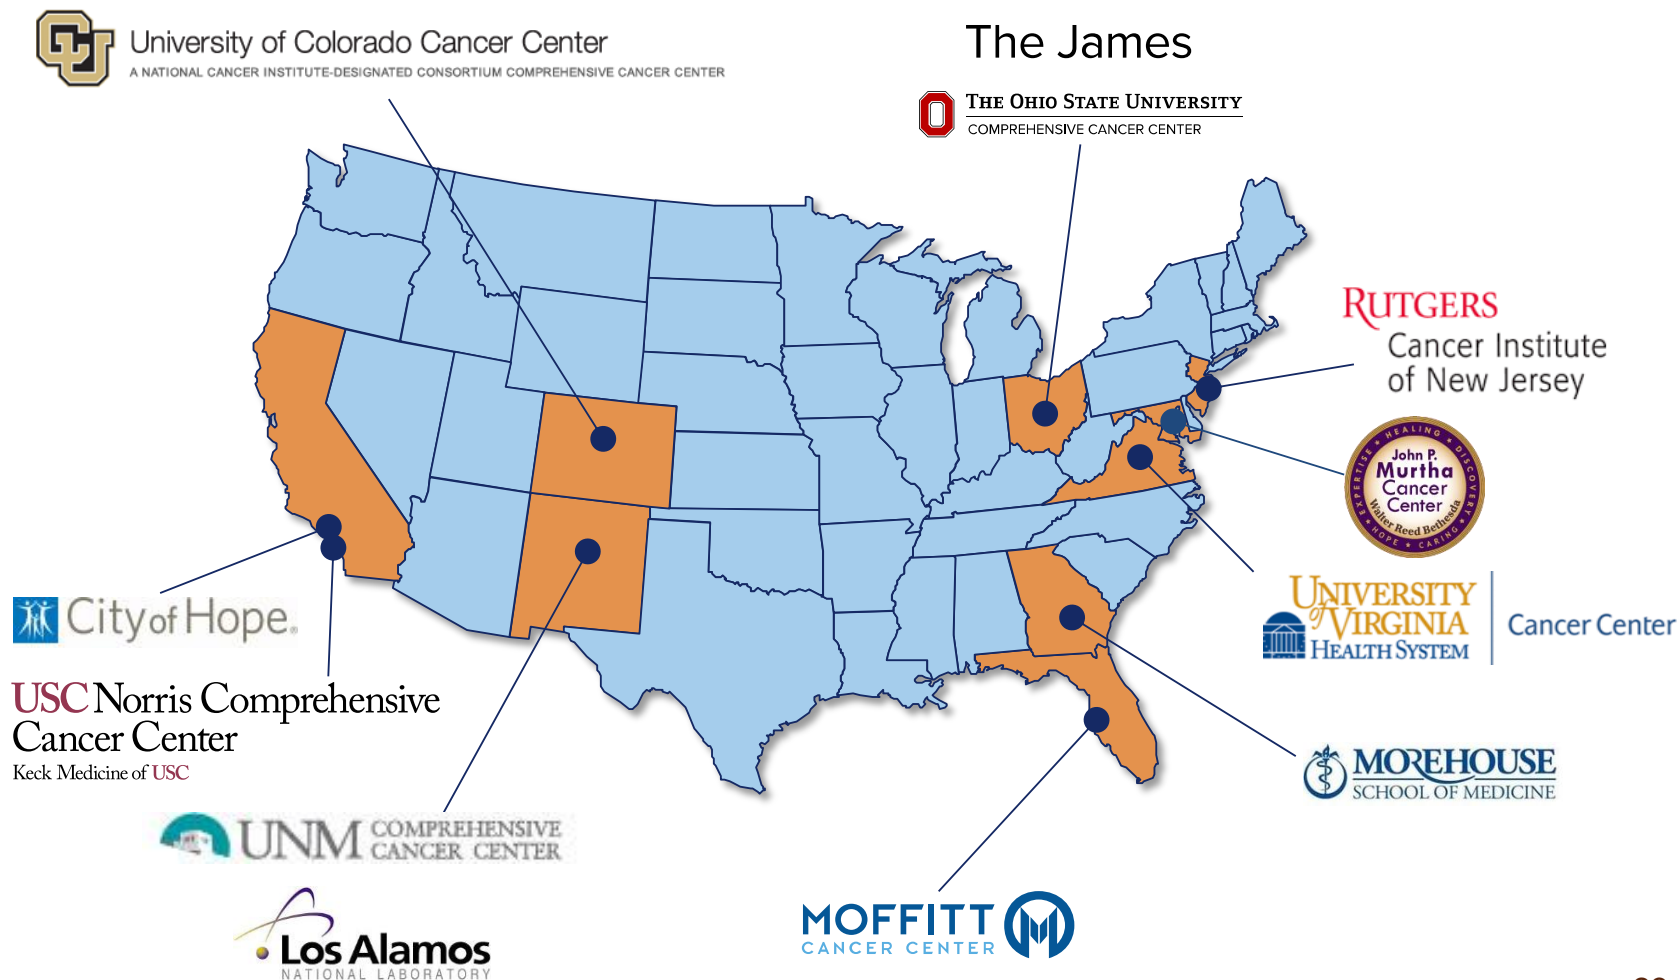 University of Colorado Cancer Center
A NATIONAL CANCER INSTITUTE-DESIGNATED CONSORTIUM COMPREHENSIVE CANCER CENTER
The James
THE OHIO STATE UNIVERSITY
COMPREHENSIVE CANCER CENTER
RUTGERS
Cancer Institute
of New Jersey
EXPERTISE ★ HEALING ★ DISCOVERY
John P.
Murtha
Cancer
Center
Walter Reed Bethesda
HOPE ★ CARING
UNIVERSITY
of VIRGINIA
HEALTH SYSTEM
Cancer Center
City of Hope®
USC Norris Comprehensive
Cancer Center
Keck Medicine of USC
MOREHOUSE
SCHOOL OF MEDICINE
UNM COMPREHENSIVE
CANCER CENTER
MOFFITT
CANCER CENTER
Los Alamos
NATIONAL LABORATORY